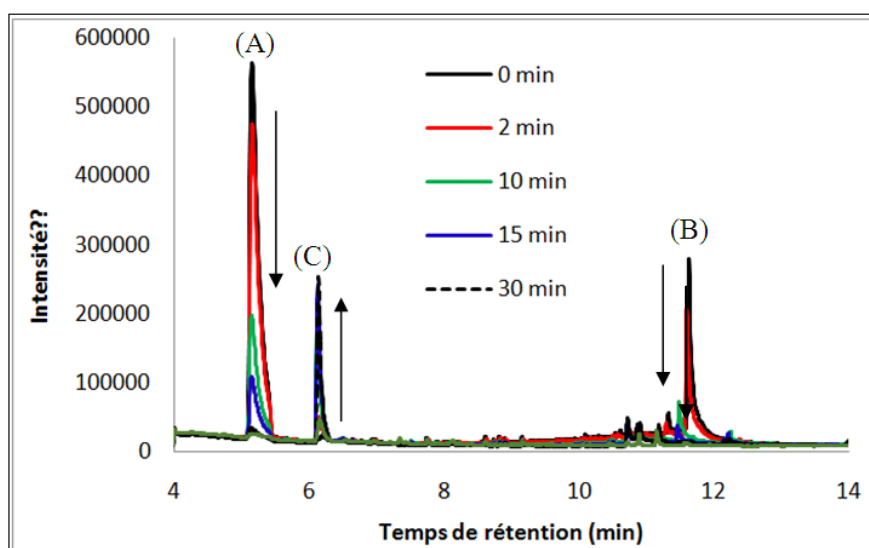 600000
500000
400000
300000
200000
100000
0
Intensité??
(A)
(C)
(B)
0 min
2 min
10 min
15 min
30 min
4 6 8 10 12 14
Temps de rétention (min)